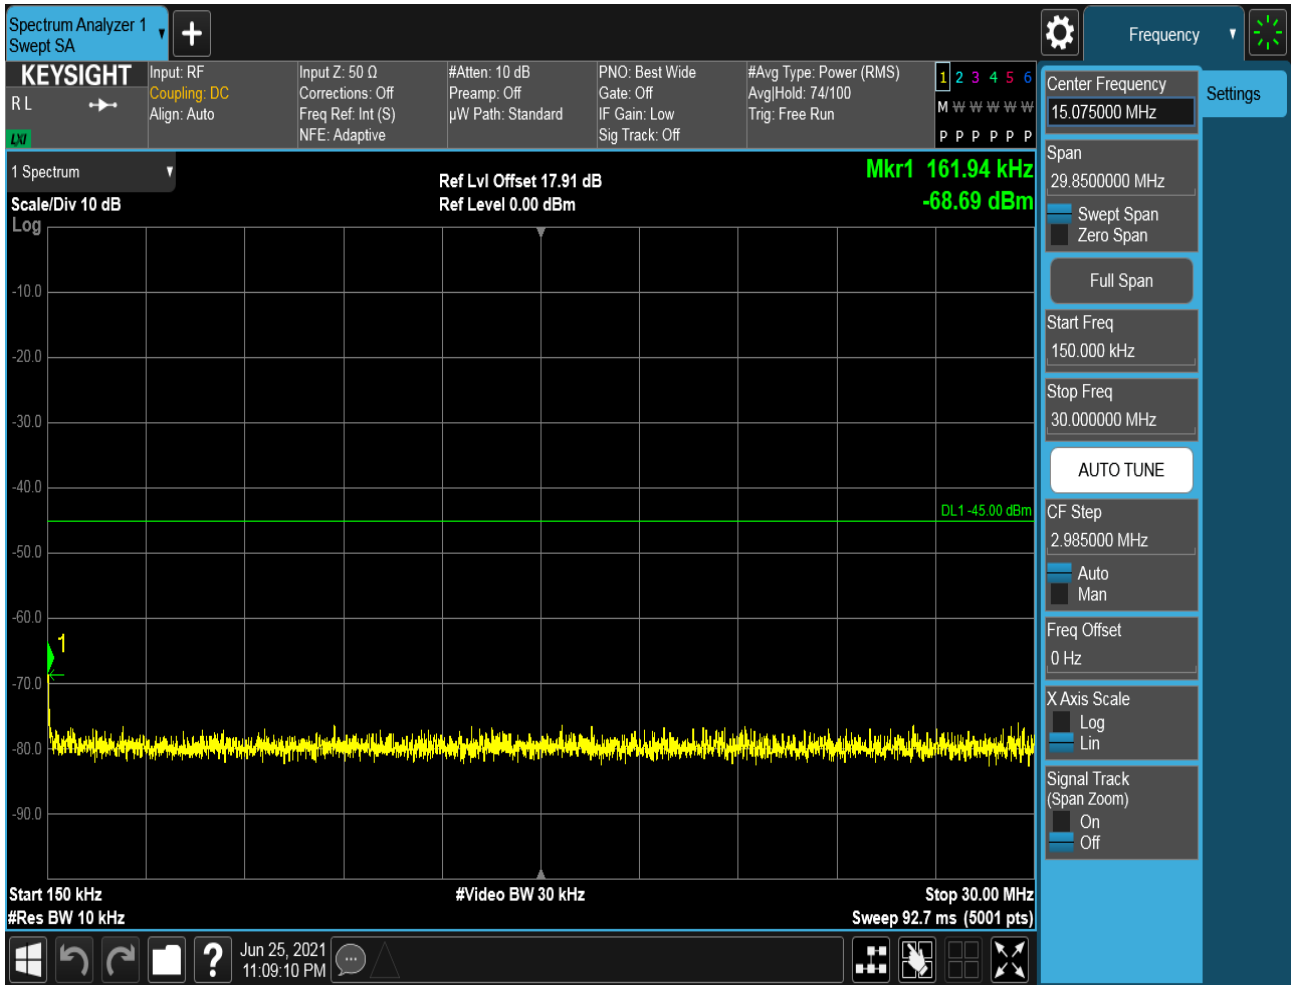 Spectrum Analyzer 1
Swept SA
Frequency
KEYSIGHT
R L
LXI
Input: RF
Coupling: DC
Align: Auto
Input Z: 50 Ω
Corrections: Off
Freq Ref: Int (S)
NFE: Adaptive
#Atten: 10 dB
Preamp: Off
µW Path: Standard
PNO: Best Wide
Gate: Off
IF Gain: Low
Sig Track: Off
#Avg Type: Power (RMS)
Avg|Hold: 74/100
Trig: Free Run
1 2 3 4 5 6
M W W W W W
P P P P P P
1 Spectrum
Scale/Div 10 dB
Log
Ref Lvl Offset 17.91 dB
Ref Level 0.00 dBm
Mkr1 161.94 kHz
-68.69 dBm
-10.0
-20.0
-30.0
-40.0
DL1 -45.00 dBm
-50.0
-60.0
1
-70.0
-80.0
-90.0
Start 150 kHz
#Res BW 10 kHz
#Video BW 30 kHz
Stop 30.00 MHz
Sweep 92.7 ms (5001 pts)
Jun 25, 2021
11:09:10 PM
Center Frequency
15.075000 MHz
Settings
Span
29.8500000 MHz
Swept Span
Zero Span
Full Span
Start Freq
150.000 kHz
Stop Freq
30.000000 MHz
AUTO TUNE
CF Step
2.985000 MHz
Auto
Man
Freq Offset
0 Hz
X Axis Scale
Log
Lin
Signal Track
(Span Zoom)
On
Off